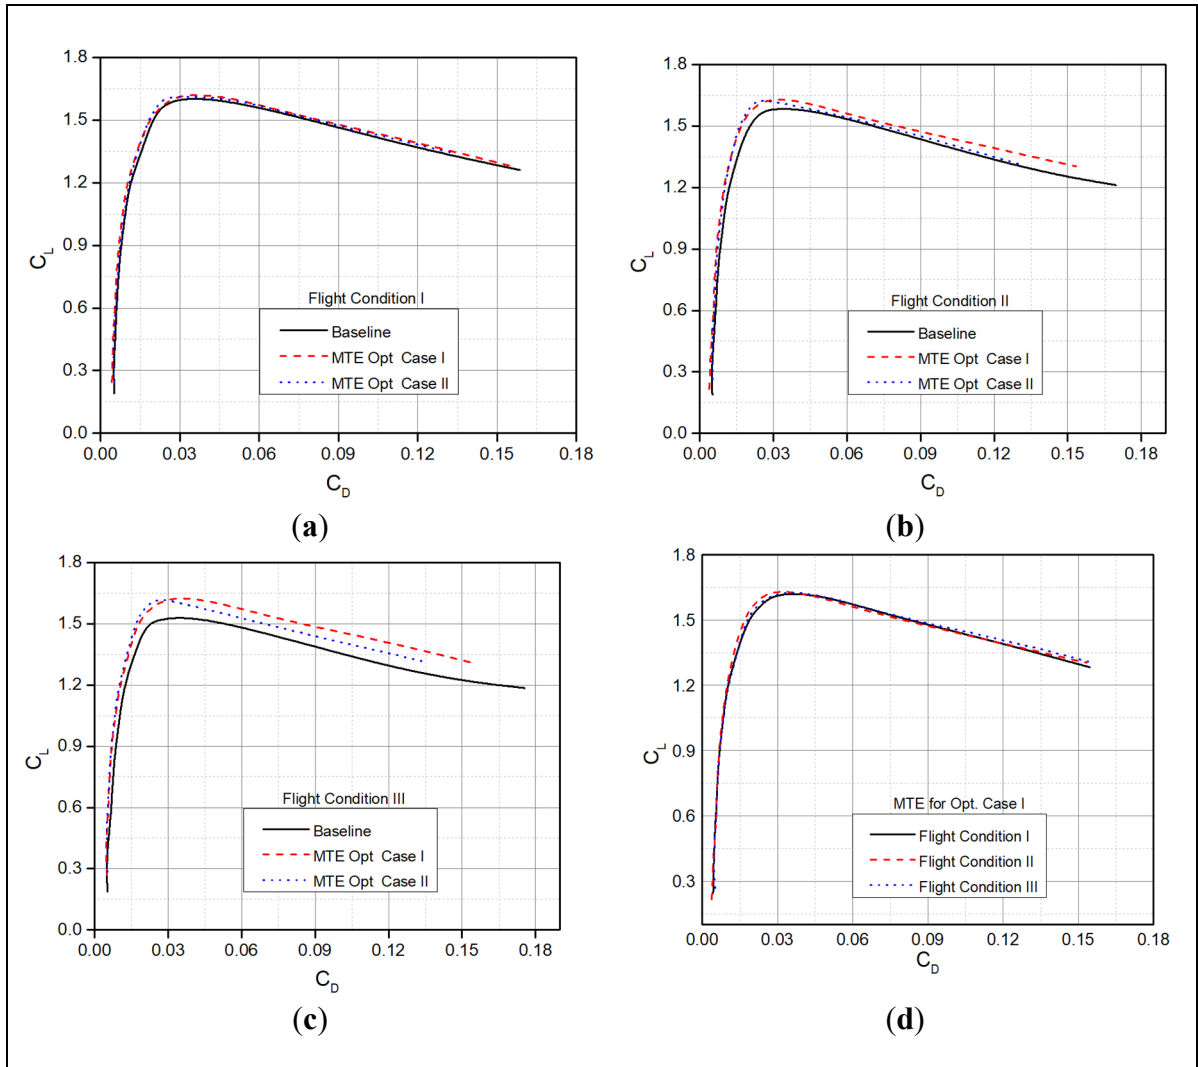 1.8
1.5
1.2
0.9
0.6
0.3
0.0
C_L
Flight Condition I
Baseline
MTE Opt Case I
MTE Opt Case II
0.00 0.03 0.06 0.09 0.12 0.15 0.18
C_D
(a)
1.8
1.5
1.2
0.9
0.6
0.3
0.0
C_L
Flight Condition II
Baseline
MTE Opt Case I
MTE Opt Case II
0.00 0.03 0.06 0.09 0.12 0.15 0.18
C_D
(b)
1.8
1.5
1.2
0.9
0.6
0.3
0.0
C_L
Flight Condition III
Baseline
MTE Opt Case I
MTE Opt Case II
0.00 0.03 0.06 0.09 0.12 0.15 0.18
C_D
(c)
1.8
1.5
1.2
0.9
0.6
0.3
C_L
MTE for Opt. Case I
Flight Condition I
Flight Condition II
Flight Condition III
0.00 0.03 0.06 0.09 0.12 0.15 0.18
C_D
(d)